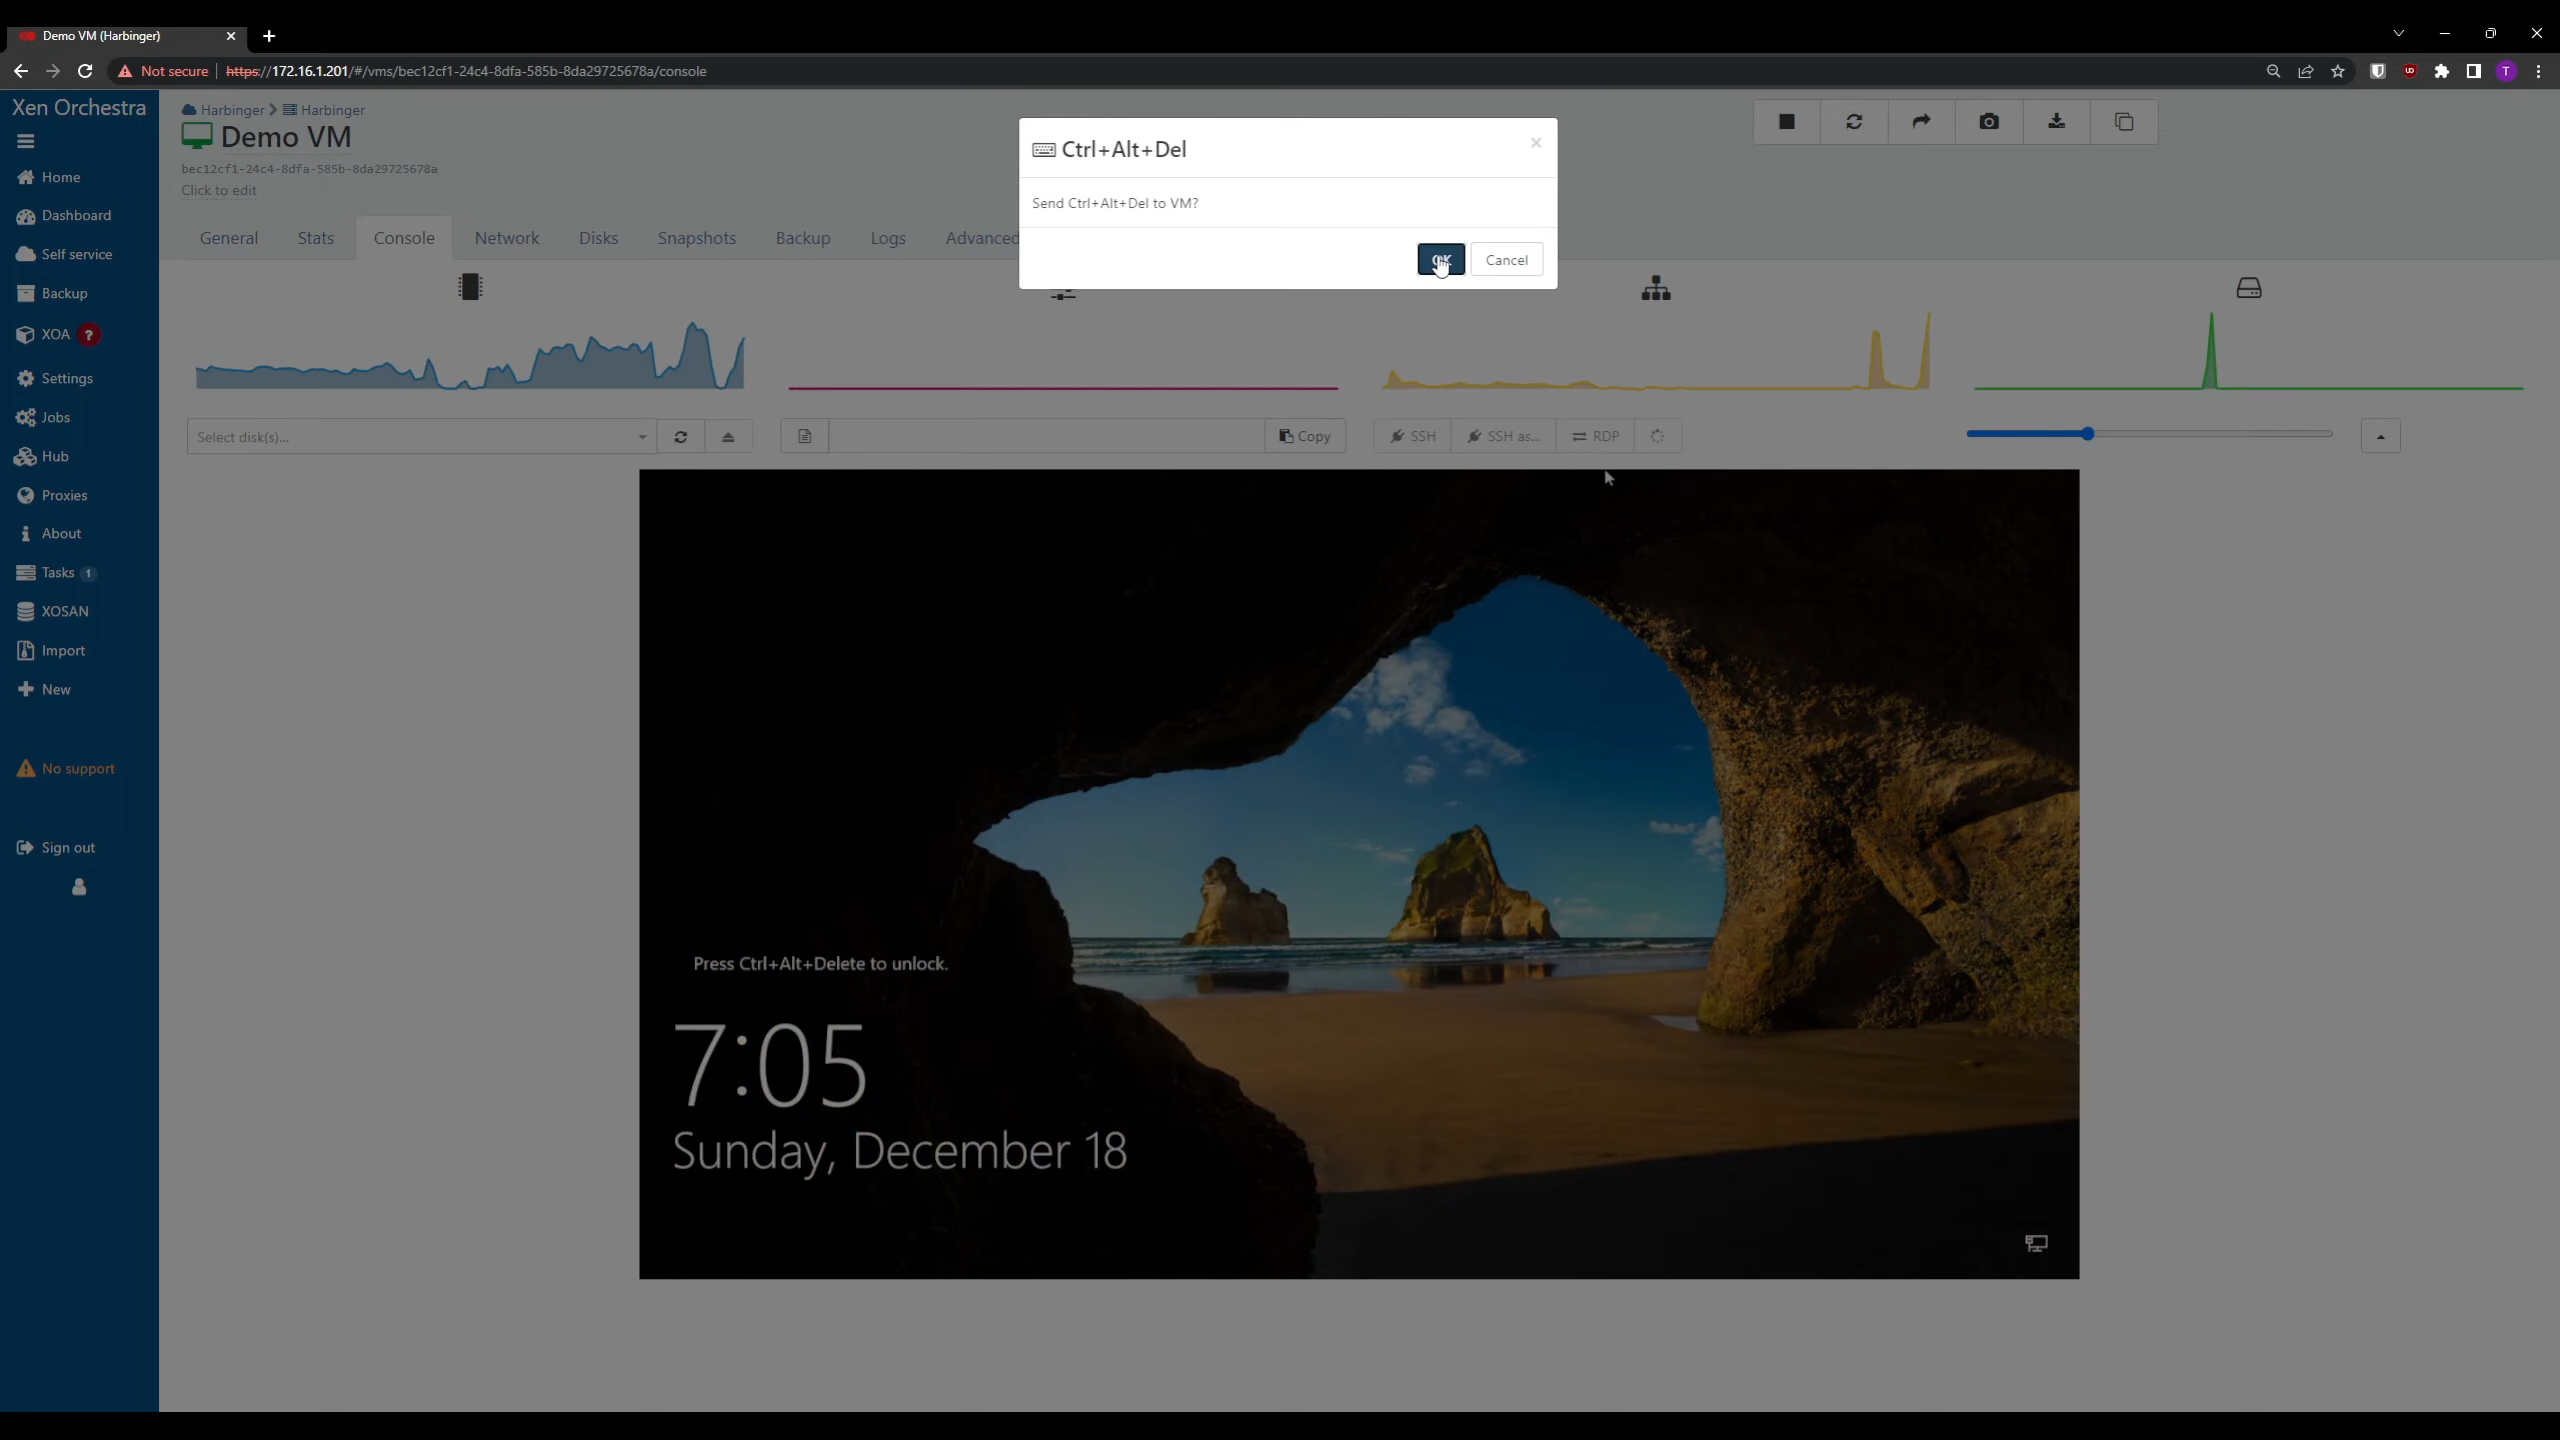 Demo VM (Harbinger)
Not secure
https://172.16.1.201/#/vms/bec12cf1-24c4-8dfa-585b-8da29725678a/console
T
Xen Orchestra
Home
Dashboard
Self service
Backup
XOA ?
Settings
Jobs
Hub
Proxies
About
Tasks 1
XOSAN
Import
New
No support
Sign out
Harbinger
Harbinger
Demo VM
bec12cf1-24c4-8dfa-585b-8da29725678a
Click to edit
General
Stats
Console
Network
Disks
Snapshots
Backup
Logs
Advanced
Ctrl+Alt+Del
Send Ctrl+Alt+Del to VM?
OK
Cancel
Select disk(s)...
Copy
SSH
SSH as...
RDP
Press Ctrl+Alt+Delete to unlock.
7:05
Sunday, December 18